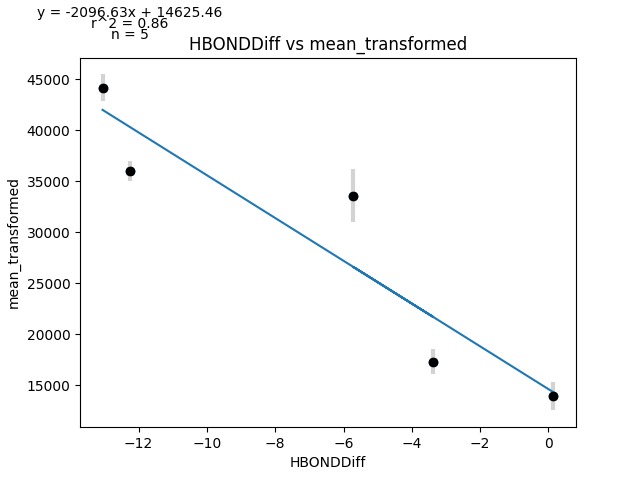 y = -2096.63x + 14625.46
r^2 = 0.86
n = 5
HBONDDiff vs mean_transformed
45000
40000
35000
30000
25000
20000
15000
mean_transformed
−12
−10
−8
−6
−4
−2
0
HBONDDiff